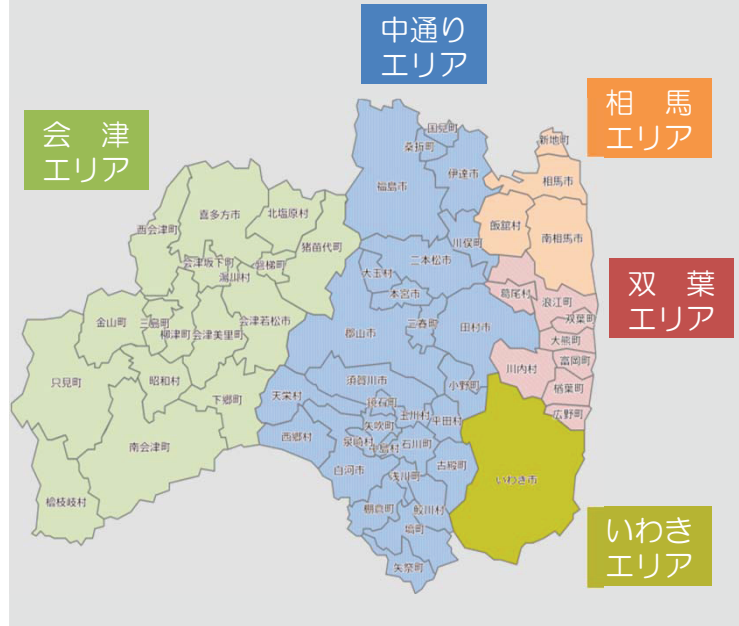 中通り
エリア
相　馬
エリア
会　津
エリア
双　葉
エリア
いわき
エリア
国見町
桑折町
新地町
伊達市
福島市
相馬市
飯舘村
喜多方市
北塩原村
西会津町
川俣町
南相馬市
猪苗代町
二本松市
会津坂下町
磐梯町
大玉村
湯川村
本宮市
葛尾村
浪江町
双葉町
金山町
三島町
会津若松市
柳津町
会津美里町
郡山市
三春町
田村市
大熊町
富岡町
川内村
只見町
昭和村
須賀川市
小野町
楢葉町
下郷町
天栄村
鏡石町
玉川村
平田村
広野町
矢吹町
西郷村
泉崎村
中島村
石川町
南会津町
白河市
古殿町
浅川町
いわき市
檜枝岐村
棚倉町
鮫川村
塙町
矢祭町